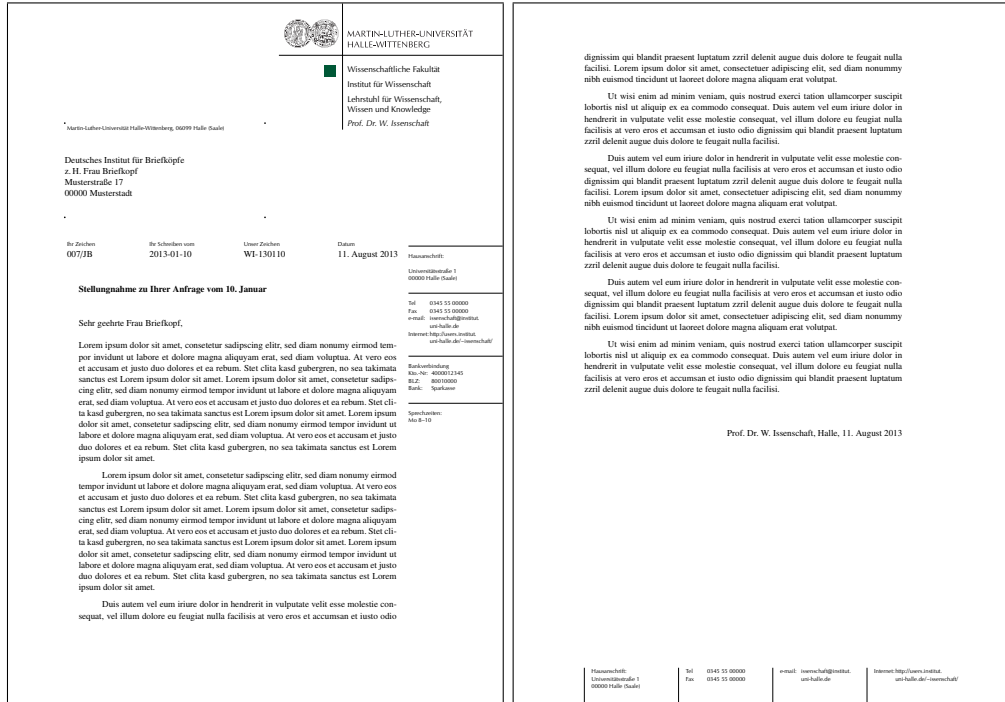 MARTIN-LUTHER-UNIVERSITÄT
HALLE-WITTENBERG
Wissenschaftliche Fakultät
Institut für Wissenschaft
Lehrstuhl für Wissenschaft,
Wissen und Knowledge
Prof. Dr. W. Issenschaft
Martin-Luther-Universität Halle-Wittenberg, 06099 Halle (Saale)
Deutsches Institut für Briefköpfe
z. H. Frau Briefkopf
Musterstraße 17
00000 Musterstadt
Ihr Zeichen Ihr Schreiben vom Unser Zeichen Datum
007/JB 2013-01-10 WI-130110 11. August 2013
Hausanschrift:
Universitätsstraße 1
00000 Halle (Saale)
Tel 0345 55 00000
Fax 0345 55 00000
e-mail: issenschaft@institut.
uni-halle.de
Internet: http://users.institut.
uni-halle.de/~issenschaft/
Bankverbindung
Kto.-Nr: 4000012345
BLZ: 80010000
Bank: Sparkasse
Sprechzeiten:
Mo 8–10
Stellungnahme zu Ihrer Anfrage vom 10. Januar
Sehr geehrte Frau Briefkopf,
Lorem ipsum dolor sit amet, consetetur sadipscing elitr, sed diam nonumy eirmod tem-
por invidunt ut labore et dolore magna aliquyam erat, sed diam voluptua. At vero eos
et accusam et justo duo dolores et ea rebum. Stet clita kasd gubergren, no sea takimata
sanctus est Lorem ipsum dolor sit amet. Lorem ipsum dolor sit amet, consetetur sadips-
cing elitr, sed diam nonumy eirmod tempor invidunt ut labore et dolore magna aliquyam
erat, sed diam voluptua. At vero eos et accusam et justo duo dolores et ea rebum. Stet cli-
ta kasd gubergren, no sea takimata sanctus est Lorem ipsum dolor sit amet. Lorem ipsum
dolor sit amet, consetetur sadipscing elitr, sed diam nonumy eirmod tempor invidunt ut
labore et dolore magna aliquyam erat, sed diam voluptua. At vero eos et accusam et justo
duo dolores et ea rebum. Stet clita kasd gubergren, no sea takimata sanctus est Lorem
ipsum dolor sit amet.
Lorem ipsum dolor sit amet, consetetur sadipscing elitr, sed diam nonumy eirmod
tempor invidunt ut labore et dolore magna aliquyam erat, sed diam voluptua. At vero eos
et accusam et justo duo dolores et ea rebum. Stet clita kasd gubergren, no sea takimata
sanctus est Lorem ipsum dolor sit amet. Lorem ipsum dolor sit amet, consetetur sadips-
cing elitr, sed diam nonumy eirmod tempor invidunt ut labore et dolore magna aliquyam
erat, sed diam voluptua. At vero eos et accusam et justo duo dolores et ea rebum. Stet cli-
ta kasd gubergren, no sea takimata sanctus est Lorem ipsum dolor sit amet. Lorem ipsum
dolor sit amet, consetetur sadipscing elitr, sed diam nonumy eirmod tempor invidunt ut
labore et dolore magna aliquyam erat, sed diam voluptua. At vero eos et accusam et justo
duo dolores et ea rebum. Stet clita kasd gubergren, no sea takimata sanctus est Lorem
ipsum dolor sit amet.
Duis autem vel eum iriure dolor in hendrerit in vulputate velit esse molestie con-
sequat, vel illum dolore eu feugiat nulla facilisis at vero eros et accumsan et iusto odio
dignissim qui blandit praesent luptatum zzril delenit augue duis dolore te feugait nulla
facilisi. Lorem ipsum dolor sit amet, consectetuer adipiscing elit, sed diam nonummy
nibh euismod tincidunt ut laoreet dolore magna aliquam erat volutpat.
Ut wisi enim ad minim veniam, quis nostrud exerci tation ullamcorper suscipit
lobortis nisl ut aliquip ex ea commodo consequat. Duis autem vel eum iriure dolor in
hendrerit in vulputate velit esse molestie consequat, vel illum dolore eu feugiat nulla
facilisis at vero eros et accumsan et iusto odio dignissim qui blandit praesent luptatum
zzril delenit augue duis dolore te feugait nulla facilisi.
Duis autem vel eum iriure dolor in hendrerit in vulputate velit esse molestie con-
sequat, vel illum dolore eu feugiat nulla facilisis at vero eros et accumsan et iusto odio
dignissim qui blandit praesent luptatum zzril delenit augue duis dolore te feugait nulla
facilisi. Lorem ipsum dolor sit amet, consectetuer adipiscing elit, sed diam nonummy
nibh euismod tincidunt ut laoreet dolore magna aliquam erat volutpat.
Ut wisi enim ad minim veniam, quis nostrud exerci tation ullamcorper suscipit
lobortis nisl ut aliquip ex ea commodo consequat. Duis autem vel eum iriure dolor in
hendrerit in vulputate velit esse molestie consequat, vel illum dolore eu feugiat nulla
facilisis at vero eros et accumsan et iusto odio dignissim qui blandit praesent luptatum
zzril delenit augue duis dolore te feugait nulla facilisi.
Duis autem vel eum iriure dolor in hendrerit in vulputate velit esse molestie con-
sequat, vel illum dolore eu feugiat nulla facilisis at vero eros et accumsan et iusto odio
dignissim qui blandit praesent luptatum zzril delenit augue duis dolore te feugait nulla
facilisi. Lorem ipsum dolor sit amet, consectetuer adipiscing elit, sed diam nonummy
nibh euismod tincidunt ut laoreet dolore magna aliquam erat volutpat.
Ut wisi enim ad minim veniam, quis nostrud exerci tation ullamcorper suscipit
lobortis nisl ut aliquip ex ea commodo consequat. Duis autem vel eum iriure dolor in
hendrerit in vulputate velit esse molestie consequat, vel illum dolore eu feugiat nulla
facilisis at vero eros et accumsan et iusto odio dignissim qui blandit praesent luptatum
zzril delenit augue duis dolore te feugait nulla facilisi.
Prof. Dr. W. Issenschaft, Halle, 11. August 2013
Hausanschrift:
Universitätsstraße 1
00000 Halle (Saale)
Tel 0345 55 00000
Fax 0345 55 00000
e-mail: issenschaft@institut.
uni-halle.de
Internet: http://users.institut.
uni-halle.de/~issenschaft/